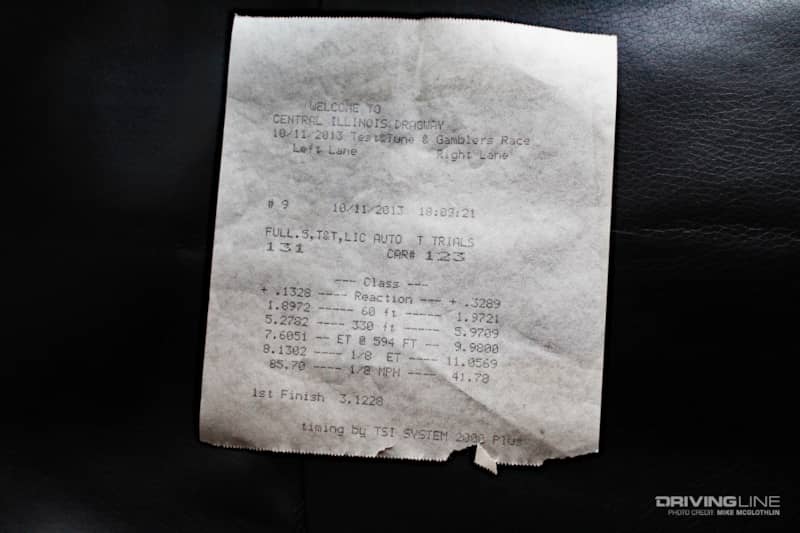 WELCOME TO
CENTRAL ILLINOIS DRAGWAY
10/11/2013 Test&Tune & Gamblers Race
Left Lane Right Lane
# 9 10/11/2013 18:09:21
FULL.S,T&T,LIC AUTO T TRIALS
131 CAR# 123
--- Class ---
+ .1328 ---- Reaction --- + .3289
1.8972 ---- 60 ft ----- 1.9721
5.2782 ---- 330 ft ---- 5.9709
7.6051 -- ET @ 594 FT -- 9.9800
8.1302 ---- 1/8 ET ---- 11.0569
85.70 ---- 1/8 MPH ---- 41.78
1st Finish 3.1228
timing by TSI SYSTEM 2000 Plus
DRIVINGLINE
PHOTO CREDIT MIKE MCGLOTHLIN